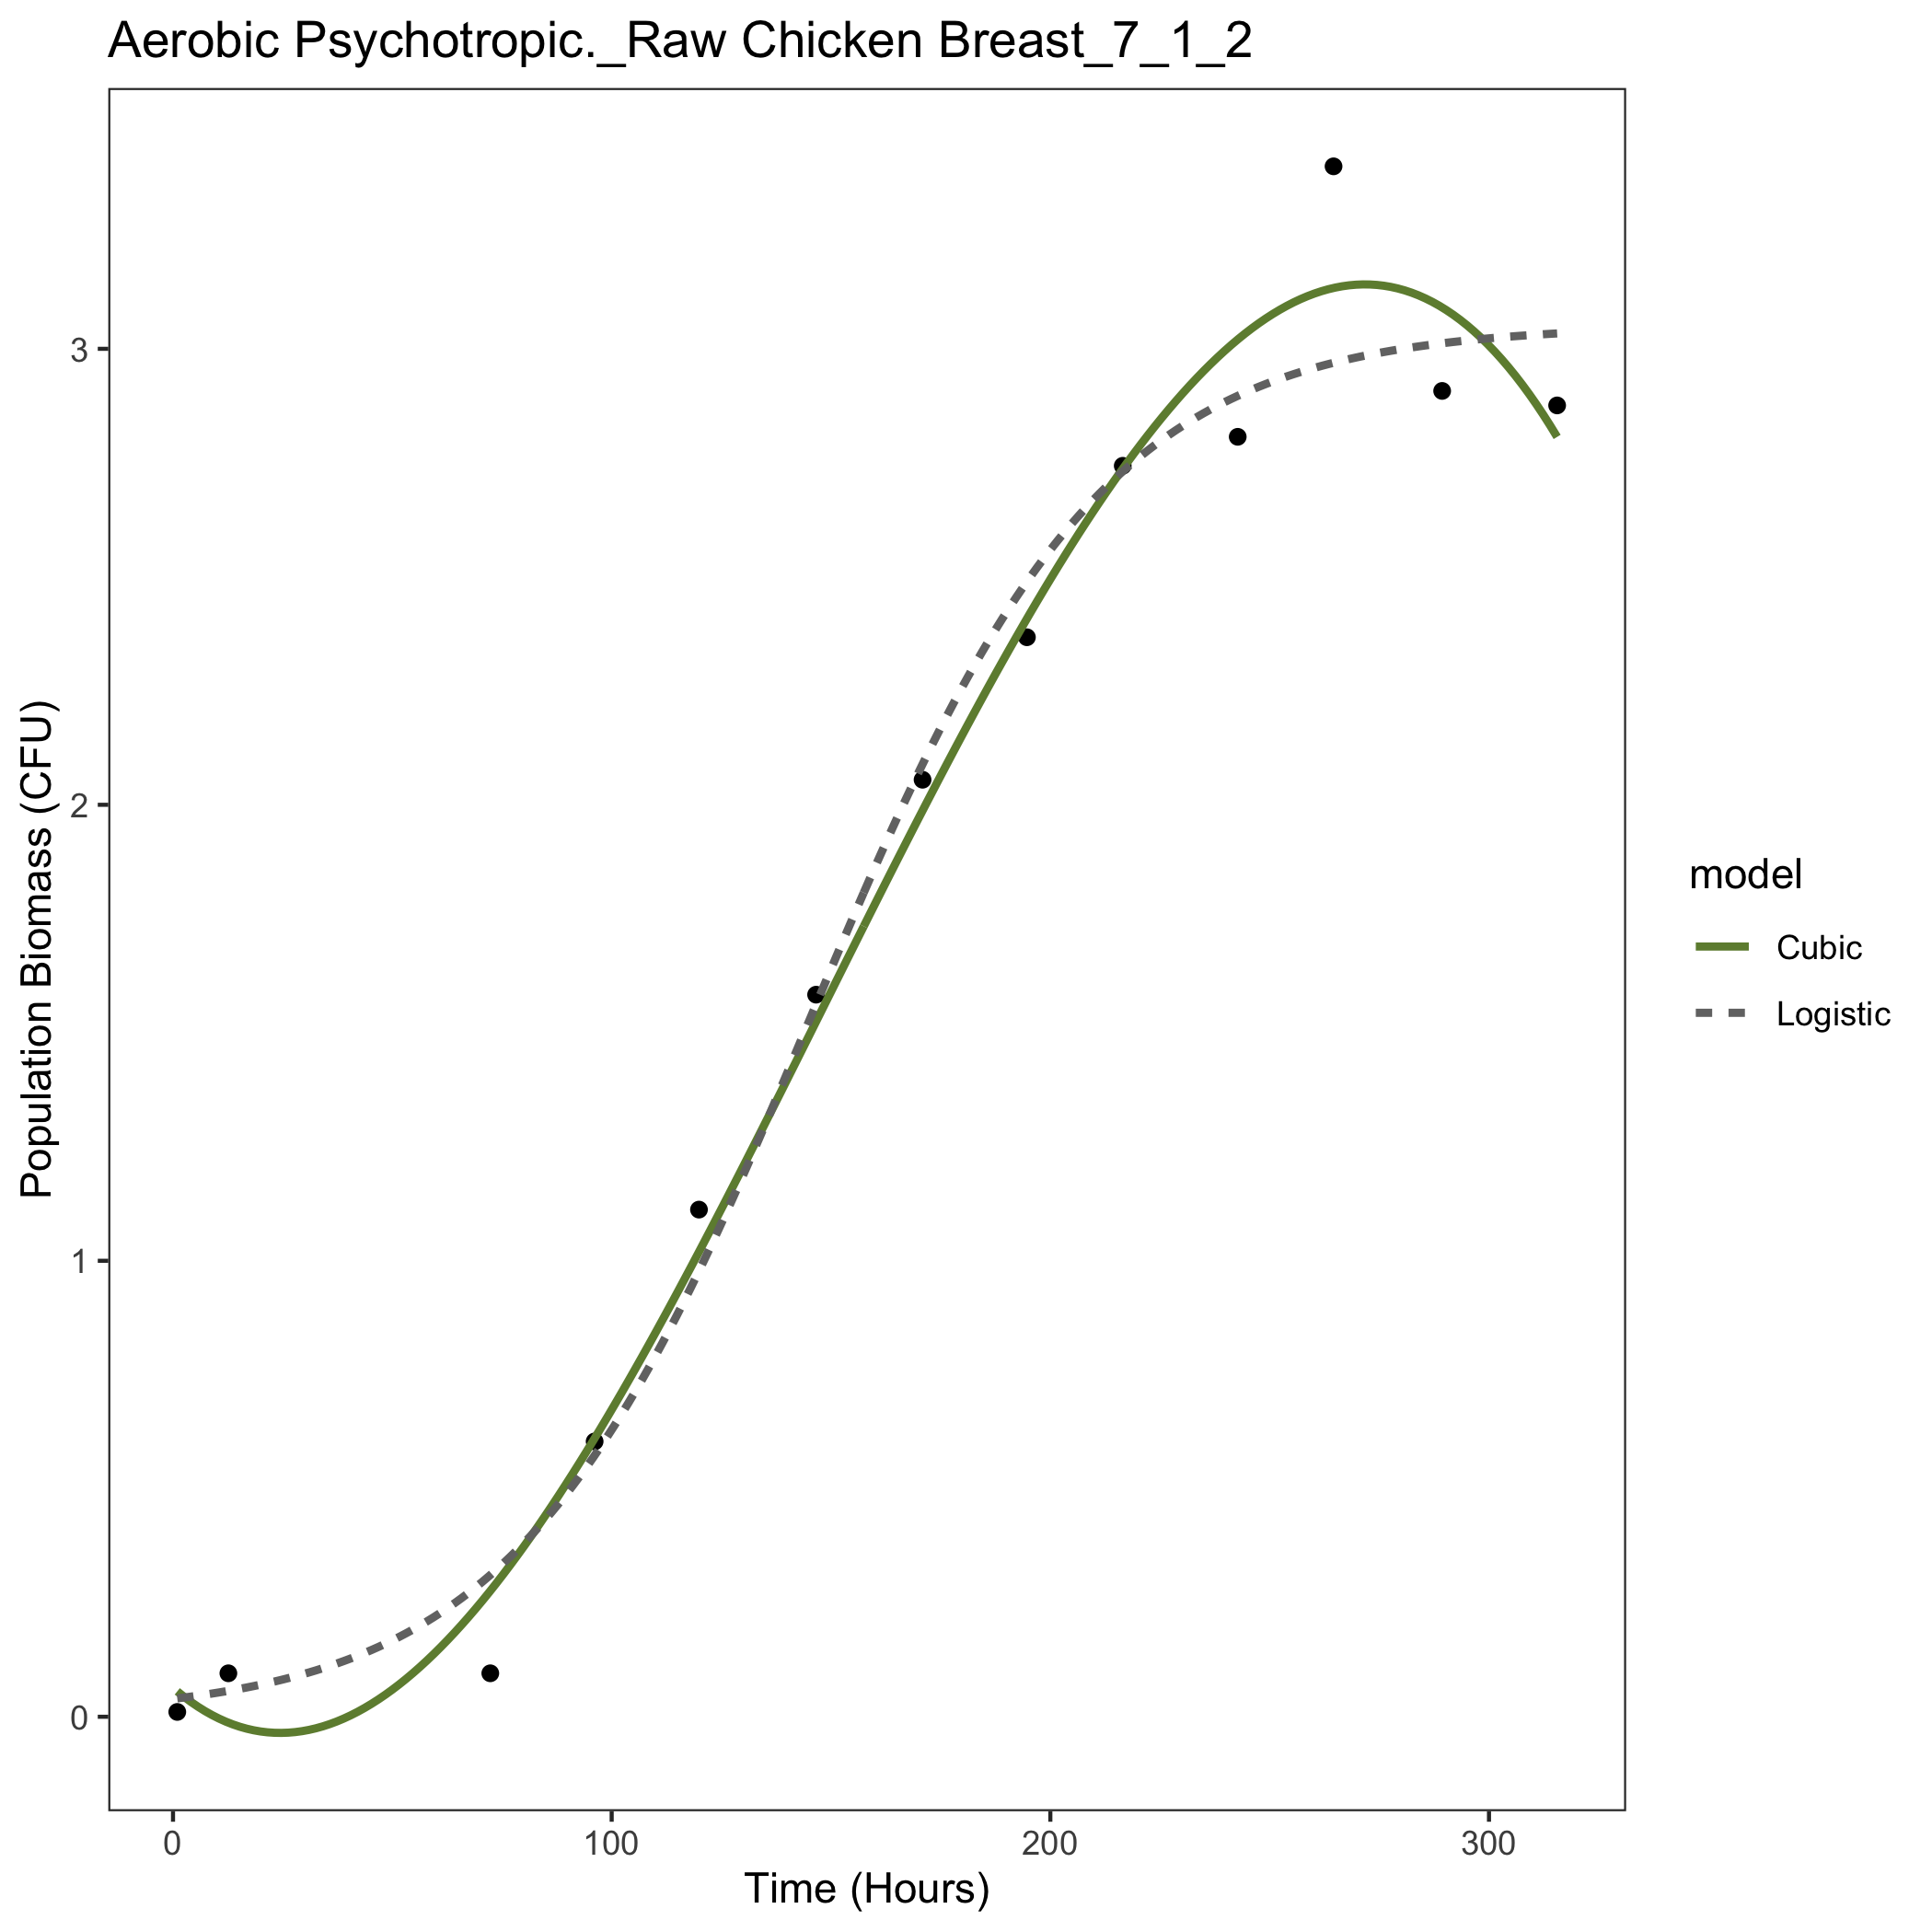 Aerobic Psychotropic._Raw Chicken Breast_7_1_2
Population Biomass (CFU)
3
2
1
0
0 100 200 300
Time (Hours)
model
Cubic
Logistic